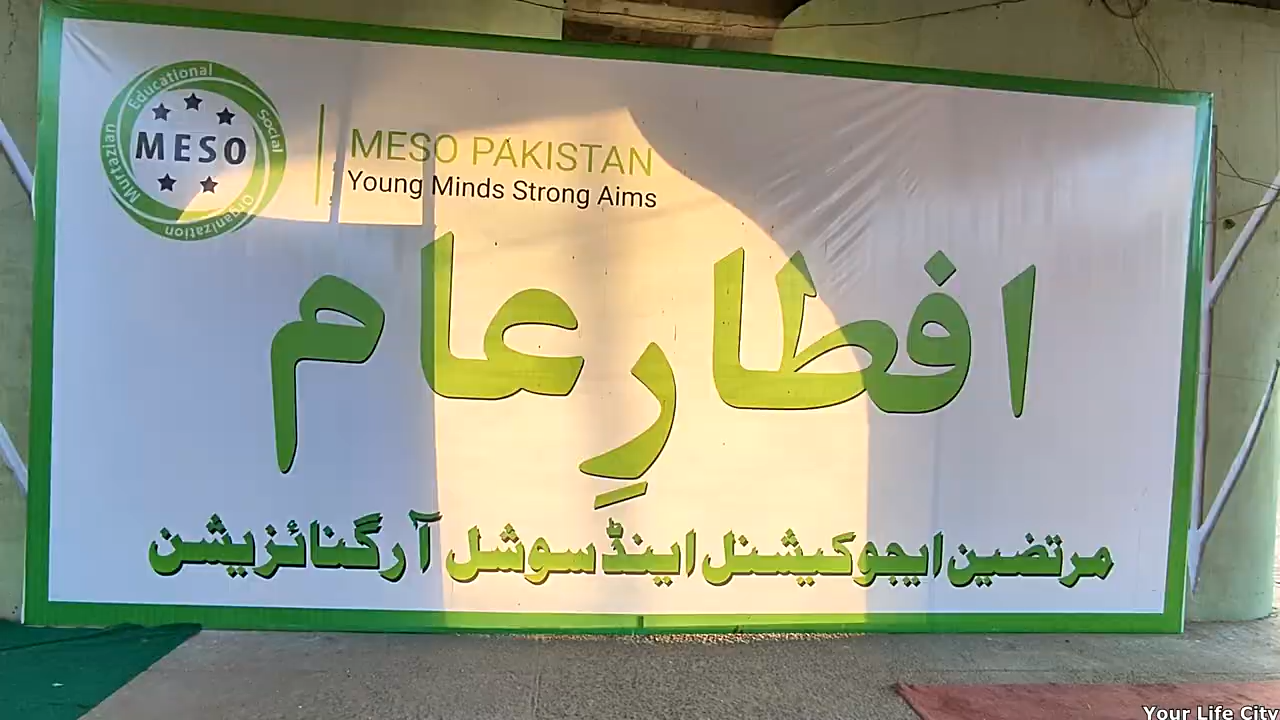 Murtazian Educational Social Organization
MESO
MESO PAKISTAN
Young Minds Strong Aims
افطارِ عام
مرتضین ایجوکیشنل اینڈ سوشل آرگنائزیشن
Your Life City